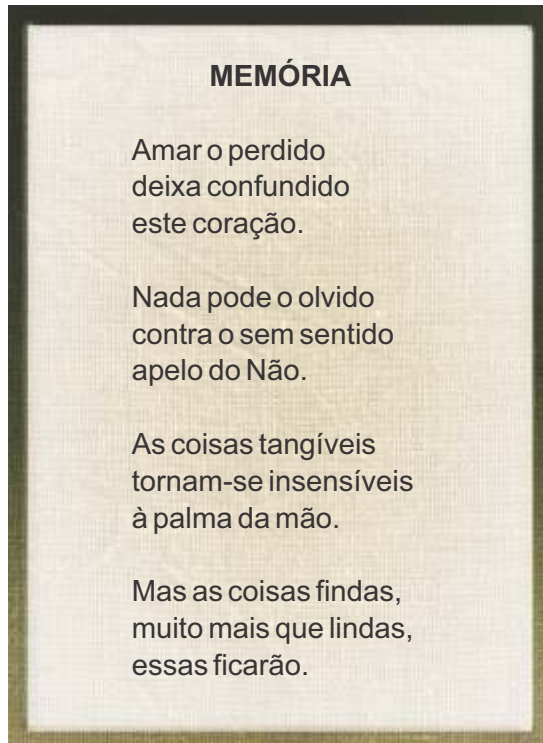 MEMÓRIA
Amar o perdido
deixa confundido
este coração.
Nada pode o olvido
contra o sem sentido
apelo do Não.
As coisas tangíveis
tornam-se insensíveis
à palma da mão.
Mas as coisas findas,
muito mais que lindas,
essas ficarão.